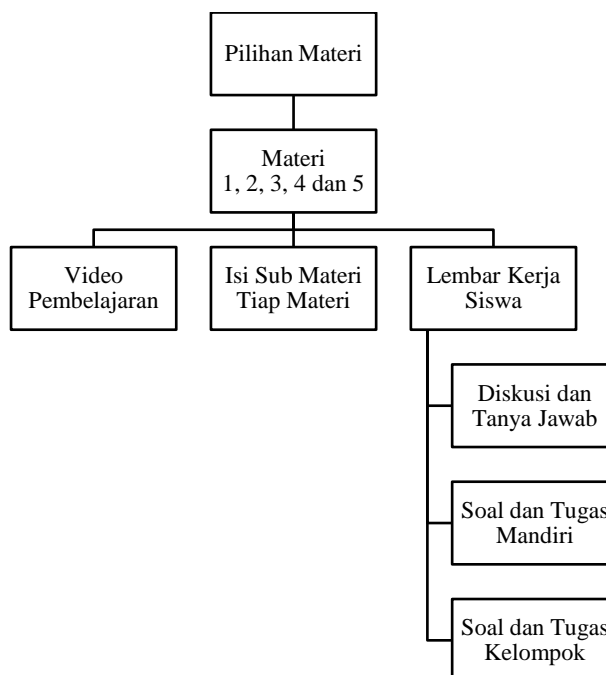 Pilihan Materi
Materi
1, 2, 3, 4 dan 5
Video
Pembelajaran
Isi Sub Materi
Tiap Materi
Lembar Kerja
Siswa
Diskusi dan
Tanya Jawab
Soal dan Tugas
Mandiri
Soal dan Tugas
Kelompok